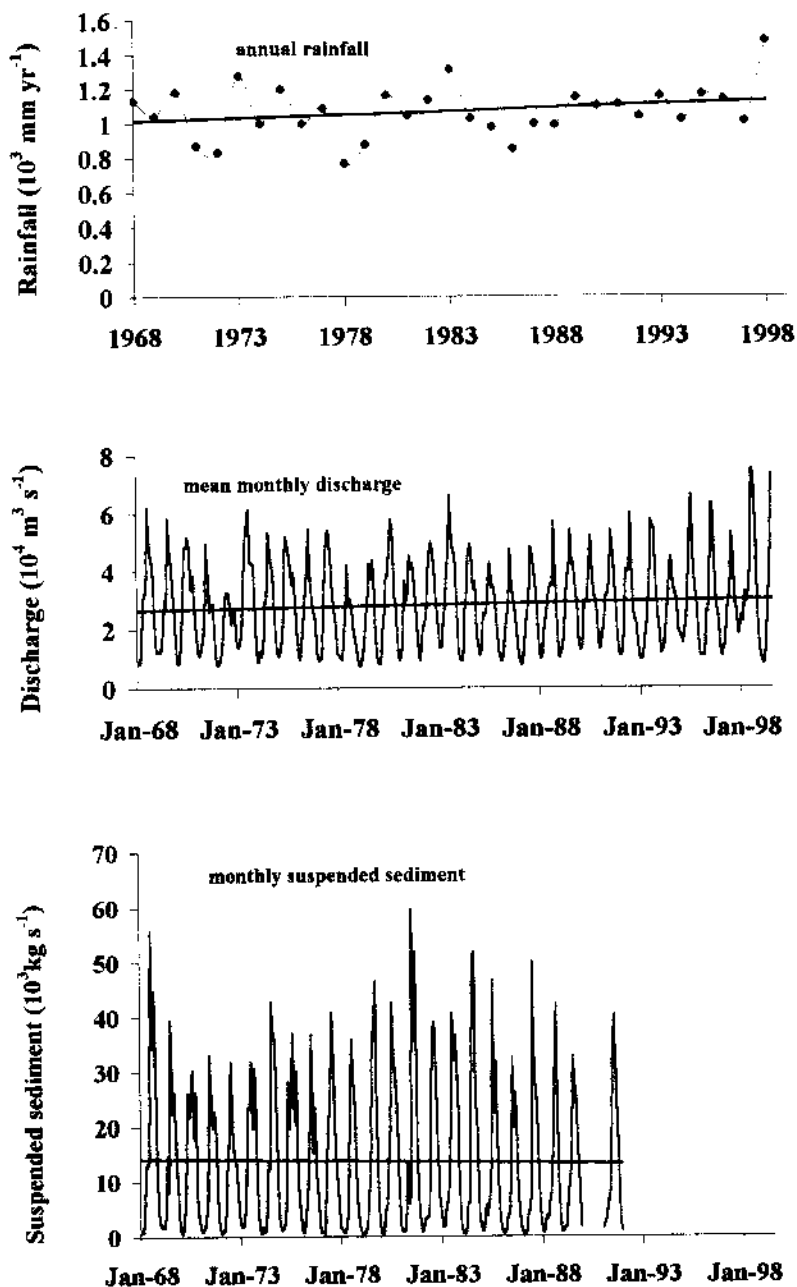 Rainfall (10³ mm yr⁻¹)
annual rainfall
1.6
1.4
1.2
1
0.8
0.6
0.4
0.2
0
1968 1973 1978 1983 1988 1993 1998
Discharge (10⁴ m³ s⁻¹)
mean monthly discharge
8
6
4
2
0
Jan-68 Jan-73 Jan-78 Jan-83 Jan-88 Jan-93 Jan-98
Suspended sediment (10³kg s⁻¹)
monthly suspended sediment
70
60
50
40
30
20
10
0
Jan-68 Jan-73 Jan-78 Jan-83 Jan-88 Jan-93 Jan-98